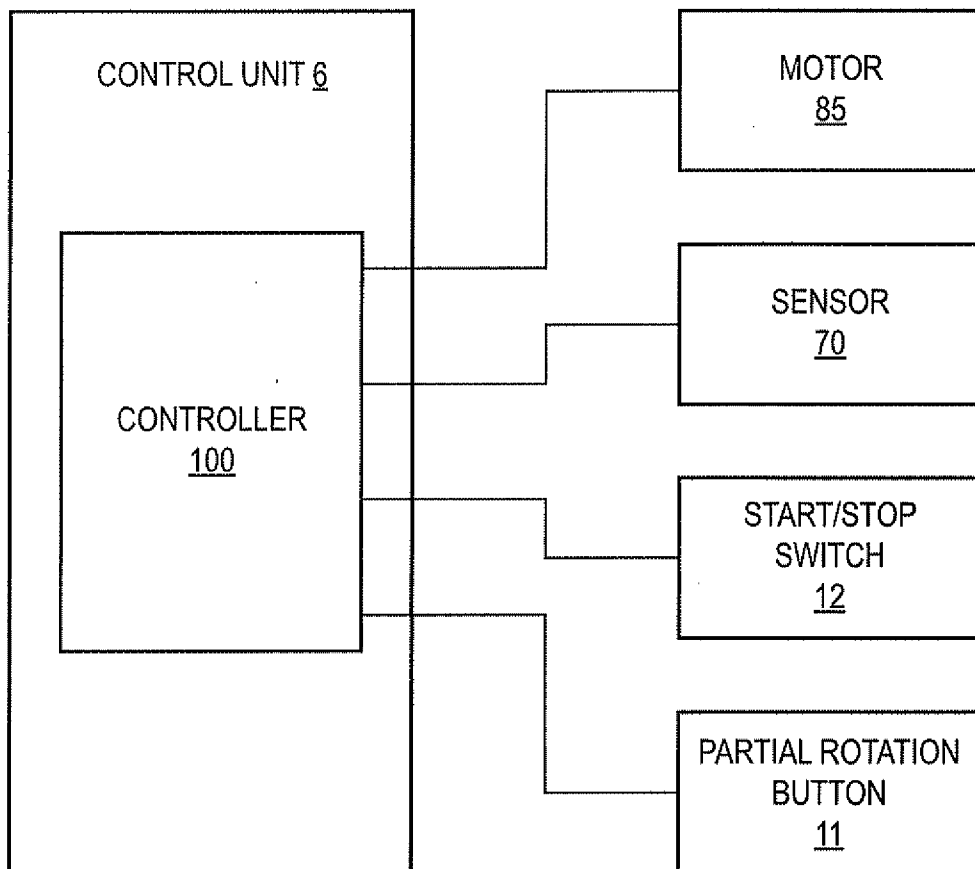 CONTROL UNIT 6
CONTROLLER
100
MOTOR
85
SENSOR
70
START/STOP
SWITCH
12
PARTIAL ROTATION
BUTTON
11